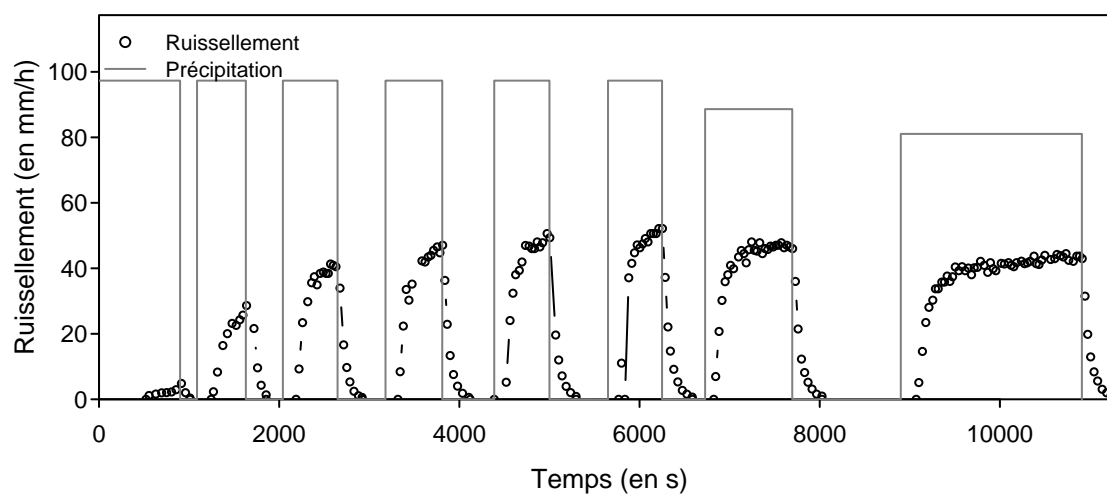 Ruissellement
Précipitation
Ruissellement (en mm/h)
100
80
60
40
20
0
0 2000 4000 6000 8000 10000
Temps (en s)